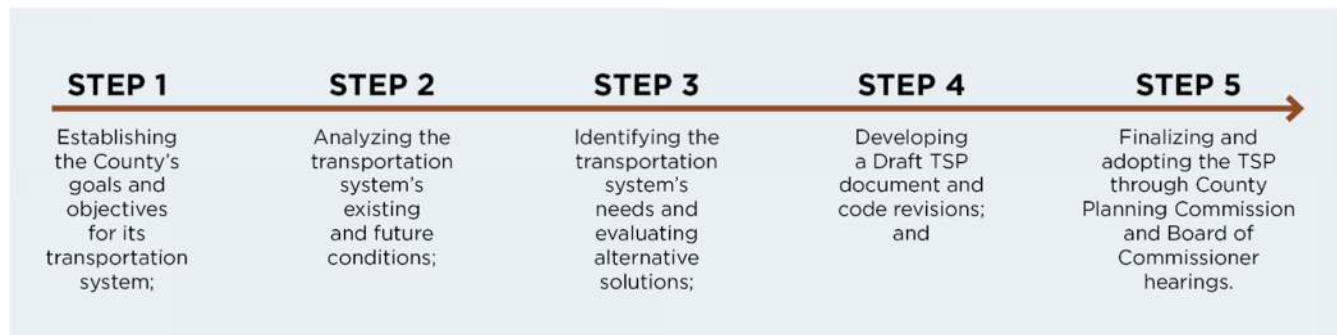 STEP 1
Establishing
the County's
goals and
objectives
for its
transportation
system;
STEP 2
Analyzing the
transportation
system's
existing
and future
conditions;
STEP 3
Identifying the
transportation
system's
needs and
evaluating
alternative
solutions;
STEP 4
Developing
a Draft TSP
document and
code revisions;
and
STEP 5
Finalizing and
adopting the TSP
through County
Planning Commission
and Board of
Commissioner
hearings.